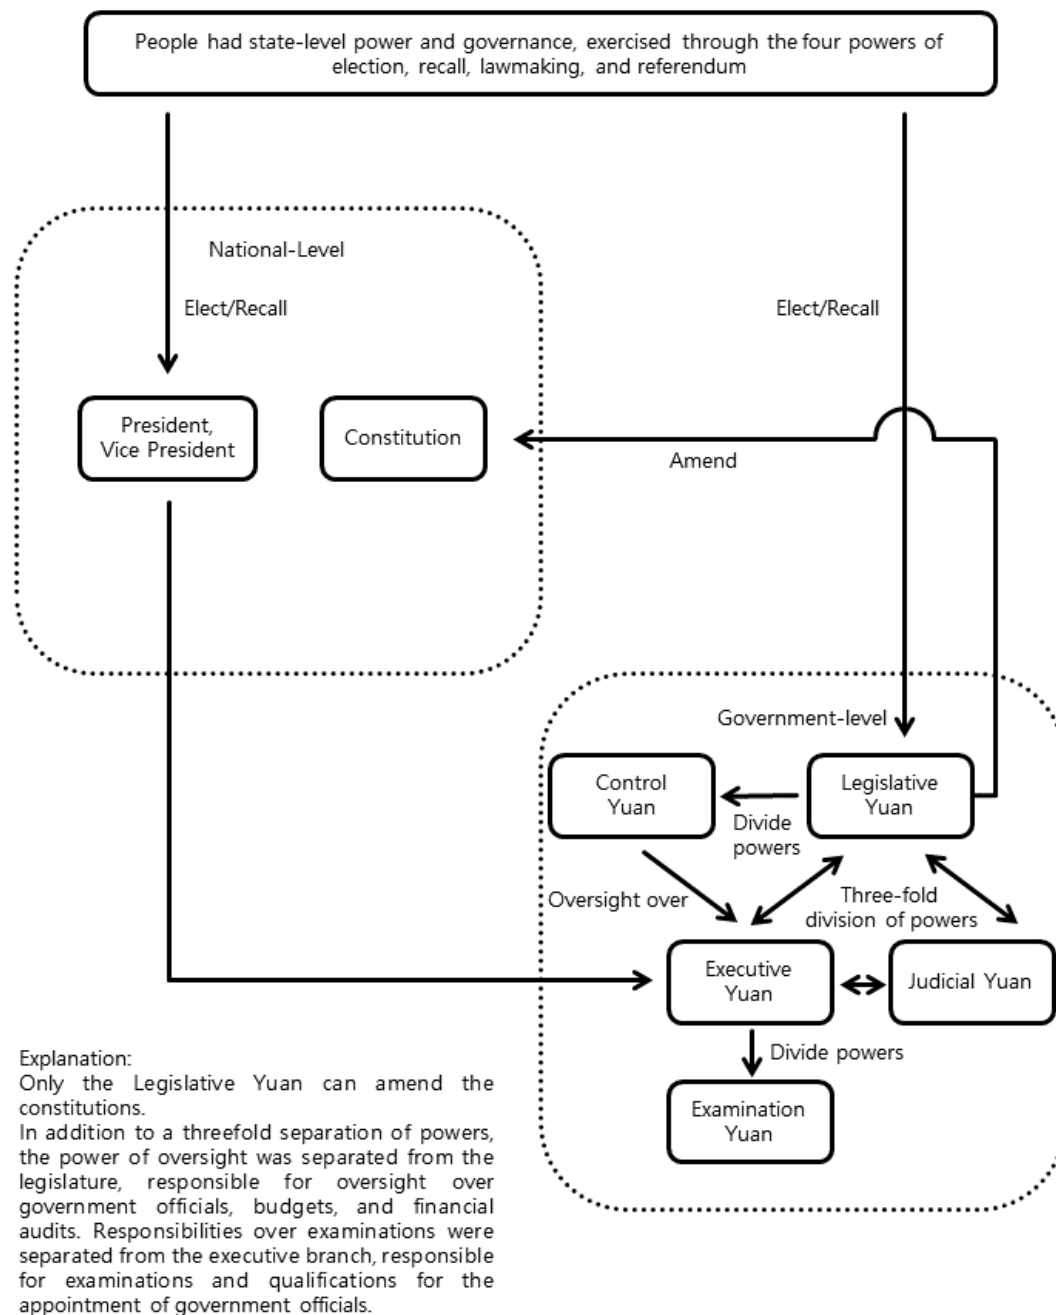 People had state-level power and governance, exercised through the four powers of
election, recall, lawmaking, and referendum
National-Level
Elect/Recall
Elect/Recall
President,
Vice President
Constitution
Amend
Government-level
Control
Yuan
Legislative
Yuan
Divide
powers
Oversight over
Three-fold
division of powers
Executive
Yuan
Judicial Yuan
Divide powers
Examination
Yuan
Explanation:
Only the Legislative Yuan can amend the
constitutions.
In addition to a threefold separation of powers,
the power of oversight was separated from the
legislature, responsible for oversight over
government officials, budgets, and financial
audits. Responsibilities over examinations were
separated from the executive branch, responsible
for examinations and qualifications for the
appointment of government officials.